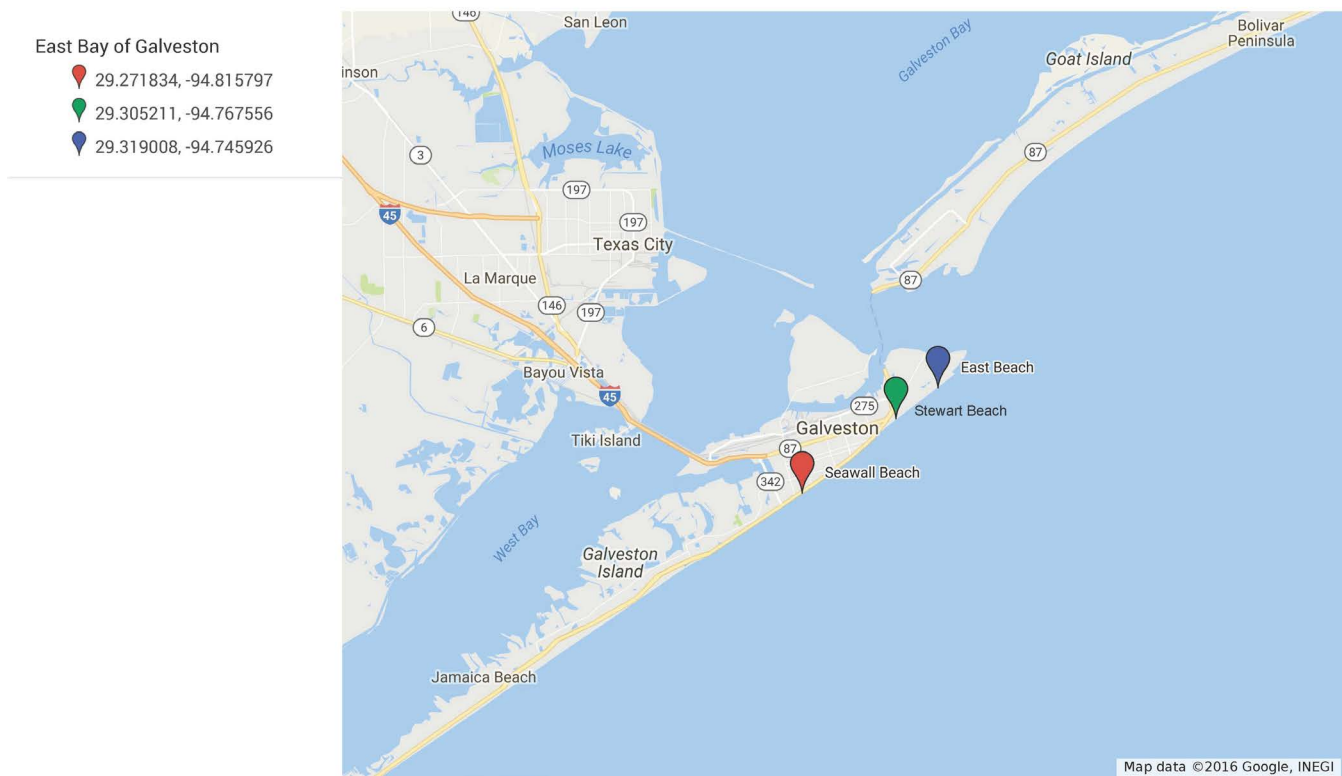 East Bay of Galveston
29.271834, -94.815797
29.305211, -94.767556
29.319008, -94.745926
146
San Leon
Galveston Bay
Bolivar
Peninsula
Goat Island
inson
3
Moses Lake
87
197
45
197
Texas City
La Marque
87
146
197
6
Bayou Vista
East Beach
45
275
Stewart Beach
Tiki Island
Galveston
87
Seawall Beach
342
West Bay
Galveston
Island
Jamaica Beach
Map data ©2016 Google, INEGI